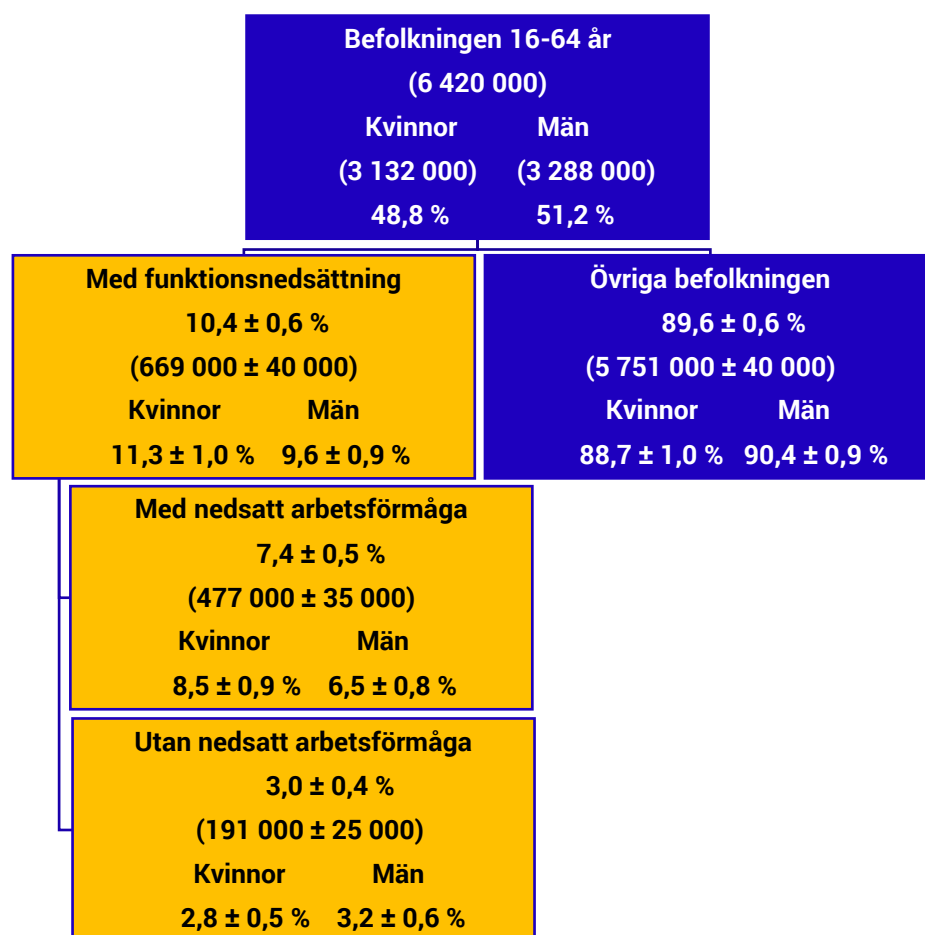 Befolkningen 16-64 år
(6 420 000)
Kvinnor Män
(3 132 000) (3 288 000)
48,8 % 51,2 %
Med funktionsnedsättning
10,4 ± 0,6 %
(669 000 ± 40 000)
Kvinnor Män
11,3 ± 1,0 % 9,6 ± 0,9 %
Övriga befolkningen
89,6 ± 0,6 %
(5 751 000 ± 40 000)
Kvinnor Män
88,7 ± 1,0 % 90,4 ± 0,9 %
Med nedsatt arbetsförmåga
7,4 ± 0,5 %
(477 000 ± 35 000)
Kvinnor Män
8,5 ± 0,9 % 6,5 ± 0,8 %
Utan nedsatt arbetsförmåga
3,0 ± 0,4 %
(191 000 ± 25 000)
Kvinnor Män
2,8 ± 0,5 % 3,2 ± 0,6 %